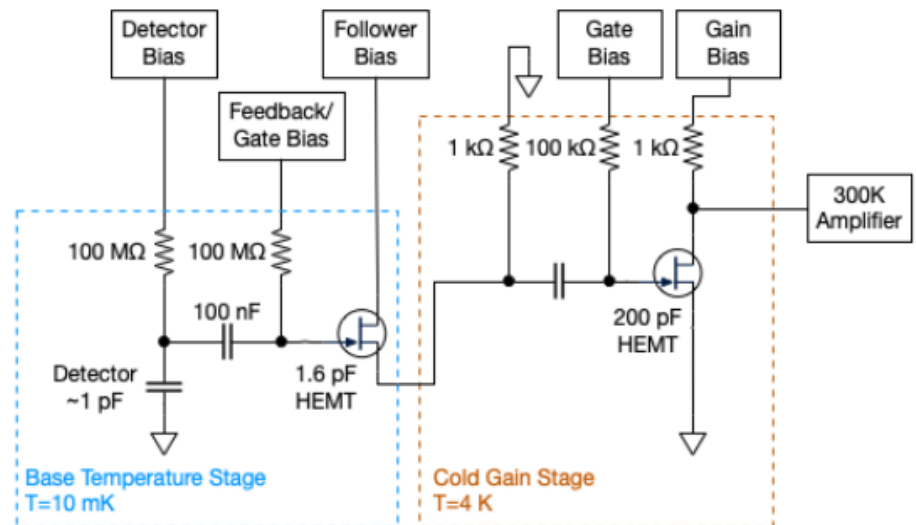 Detector
Bias
Follower
Bias
Gate
Bias
Gain
Bias
Feedback/
Gate Bias
1 kΩ
100 kΩ
1 kΩ
300K
Amplifier
100 MΩ
100 MΩ
100 nF
200 pF
HEMT
Detector
~1 pF
1.6 pF
HEMT
Base Temperature Stage
T=10 mK
Cold Gain Stage
T=4 K